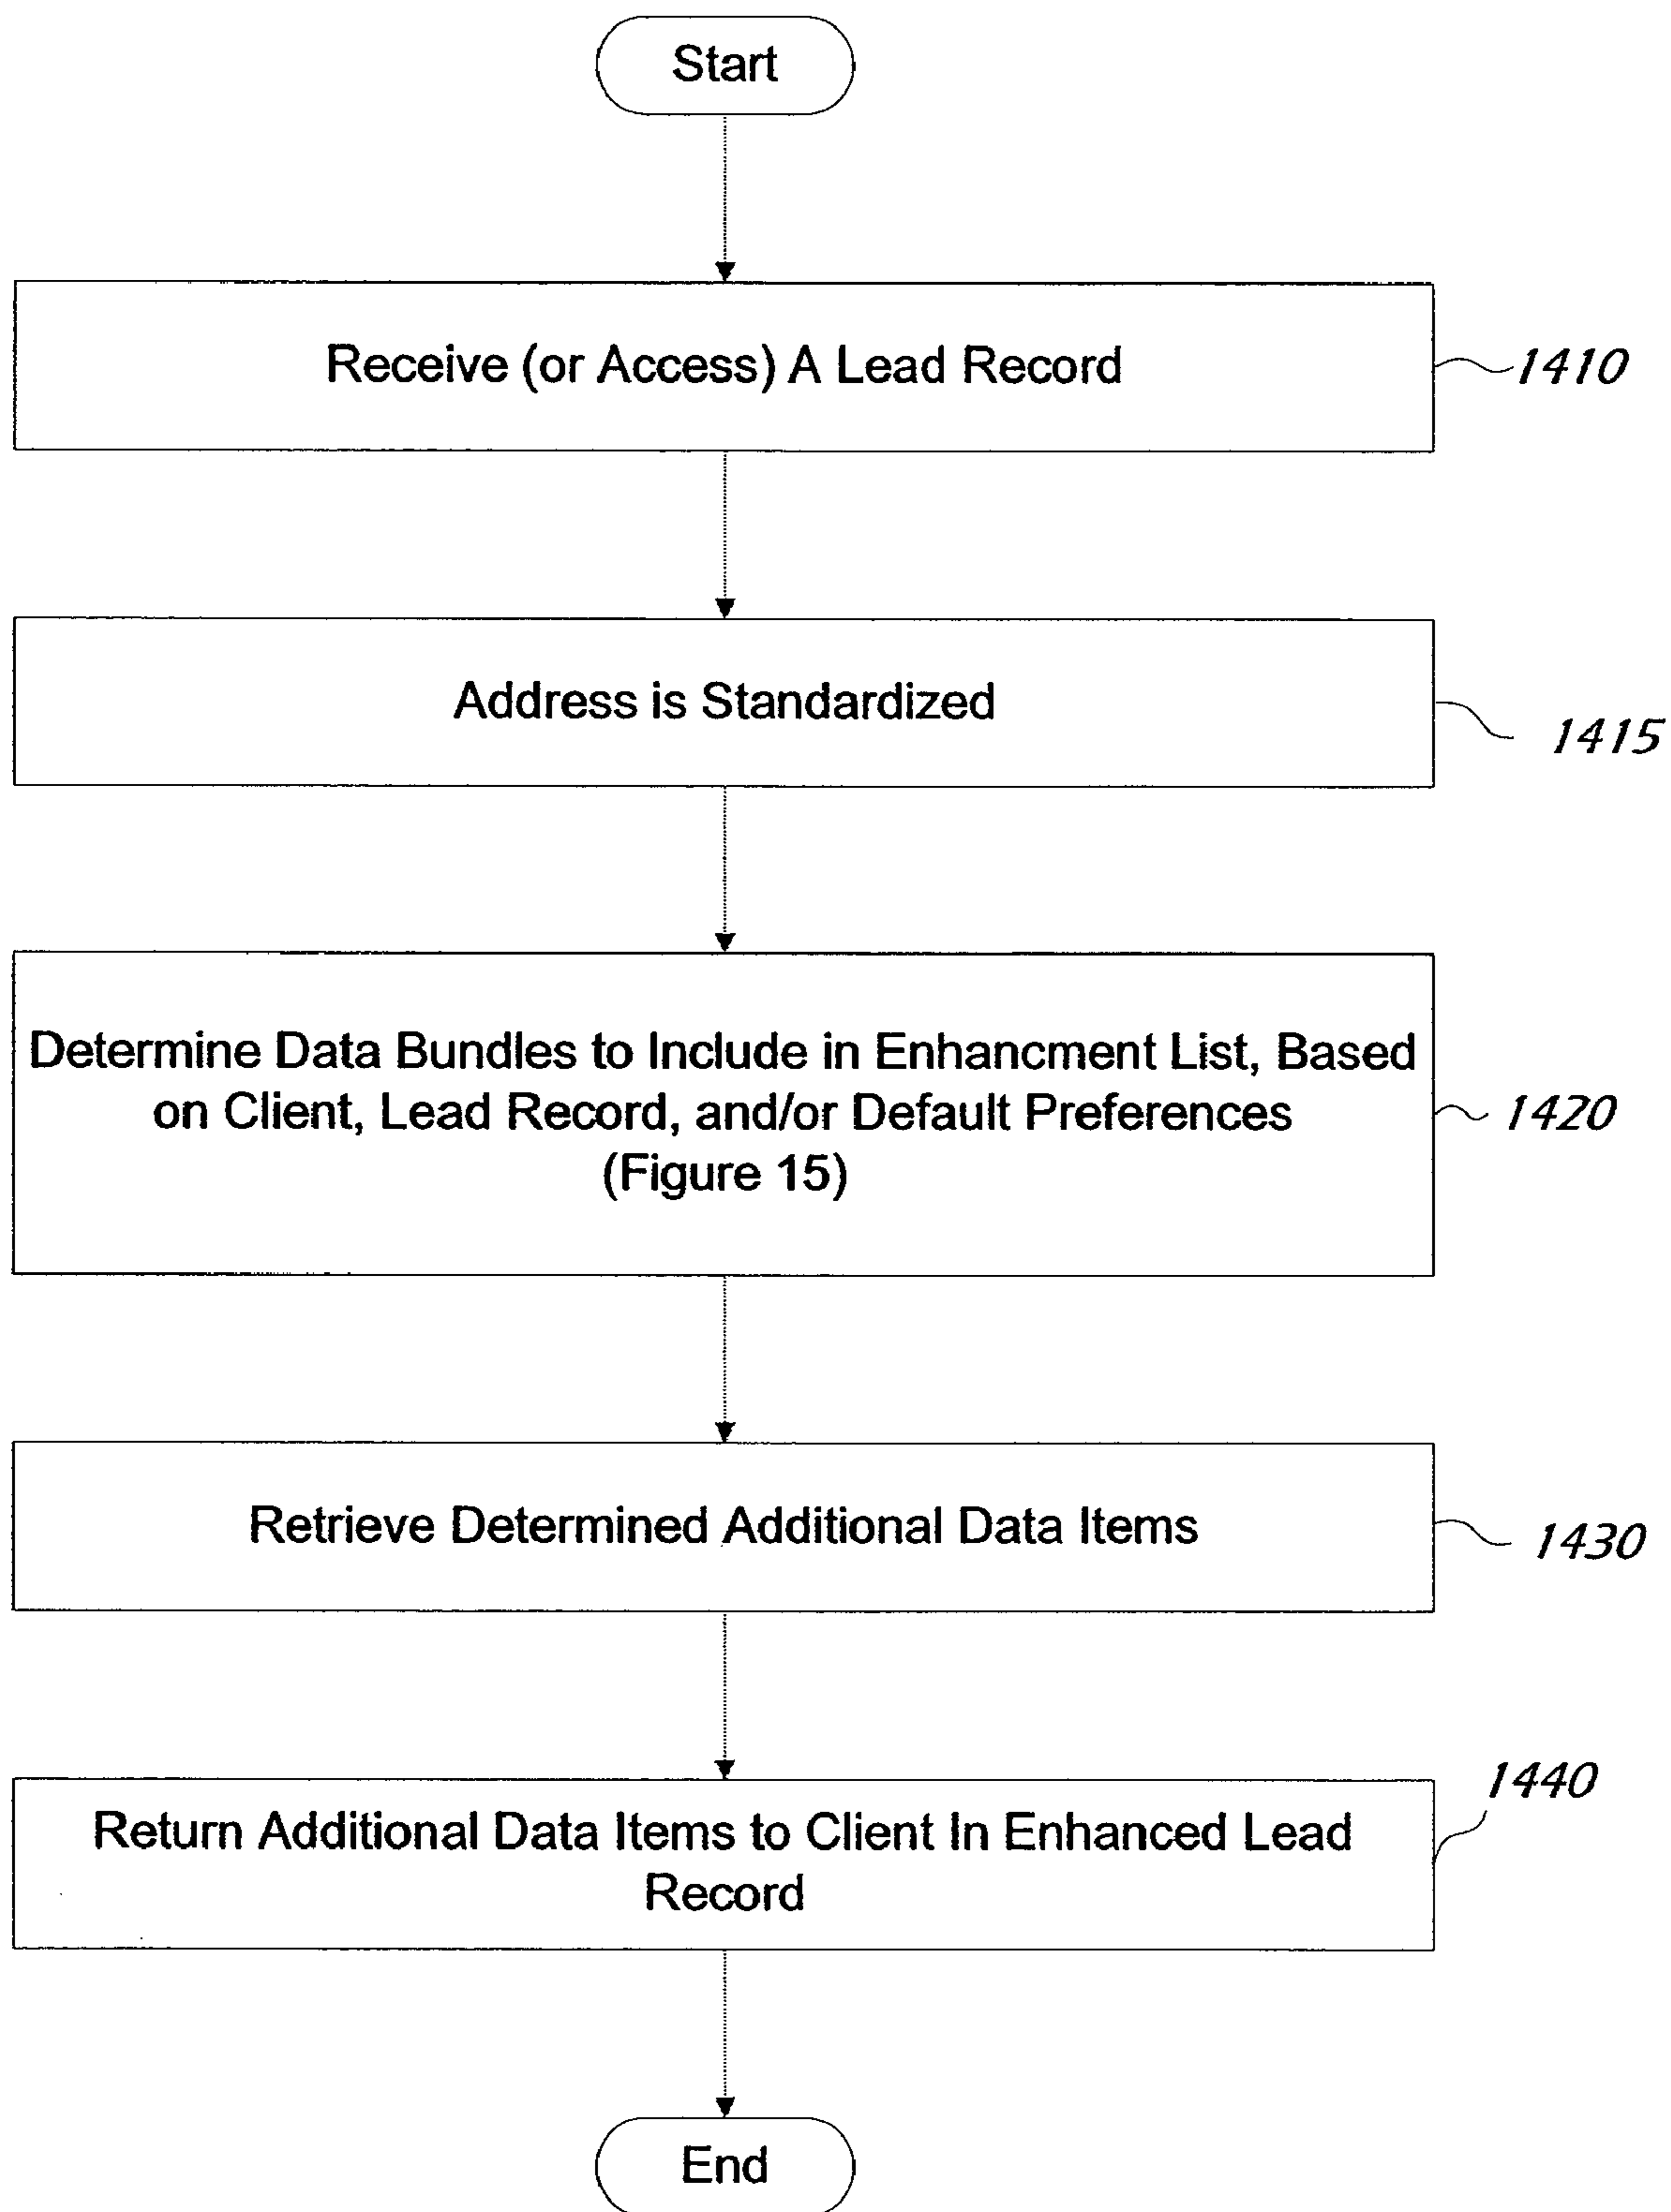 Start
Receive (or Access) A Lead Record
1410
Address is Standardized
1415
Determine Data Bundles to Include in Enhancment List, Based
on Client, Lead Record, and/or Default Preferences
(Figure 15)
1420
Retrieve Determined Additional Data Items
1430
Return Additional Data Items to Client In Enhanced Lead
Record
1440
End